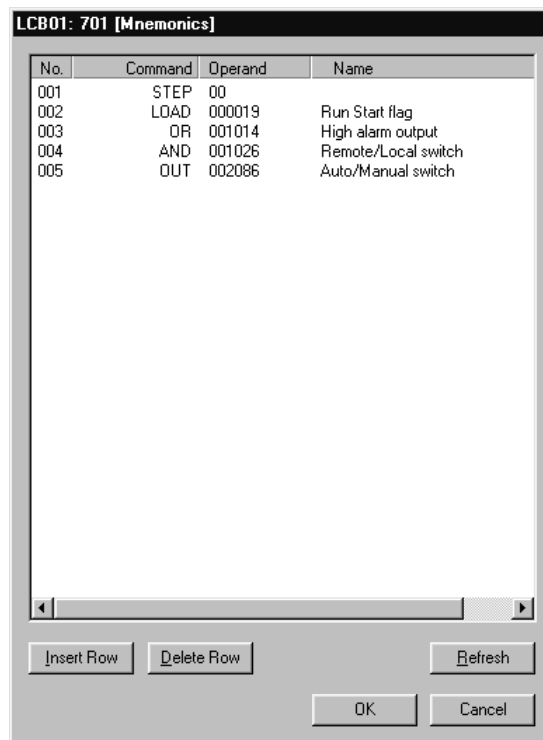 LCB01: 701 [Mnemonics]
No. Command Operand Name
001 STEP 00
002 LOAD 000019 Run Start flag
003 OR 001014 High alarm output
004 AND 001026 Remote/Local switch
005 OUT 002086 Auto/Manual switch
Insert Row Delete Row Refresh
OK Cancel